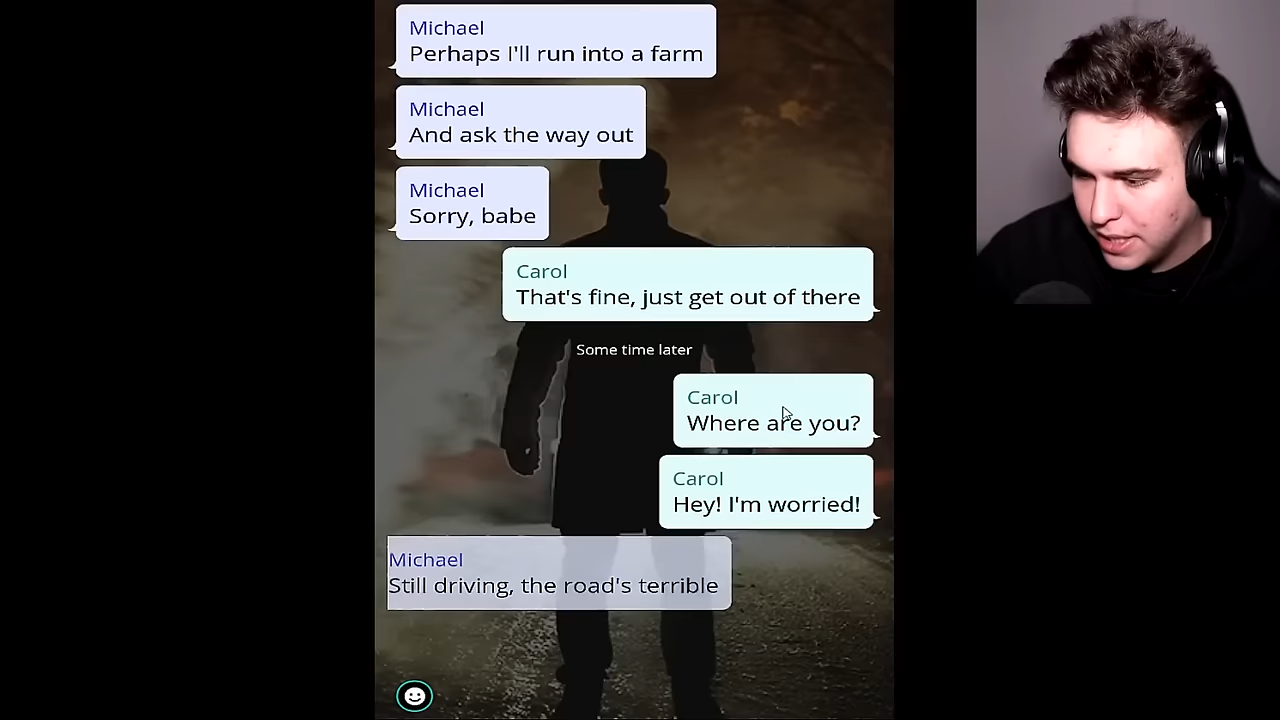 Michael
Perhaps I'll run into a farm
Michael
And ask the way out
Michael
Sorry, babe
Carol
That's fine, just get out of there
Some time later
Carol
Where are you?
Carol
Hey! I'm worried!
Michael
Still driving, the road's terrible